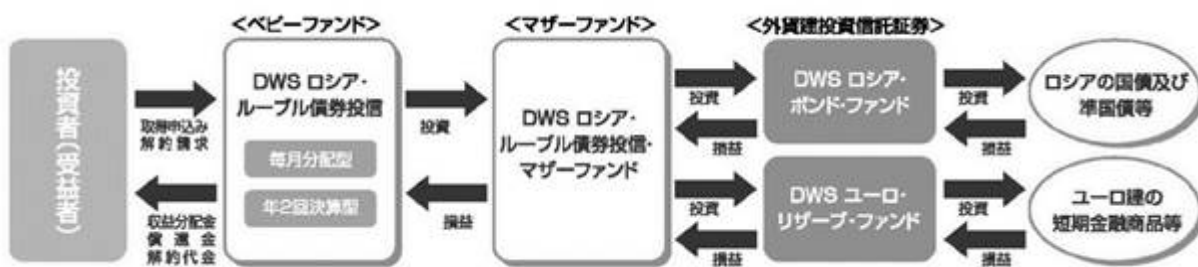 <ベビーファンド>
<マザーファンド>
<外貨建投資信託証券>
投資者(受益者)
取得申込み
解約請求
収益分配金
償還金
解約代金
DWS ロシア・
ルーブル債券投信
毎月分配型
年2回決算型
投資
損益
DWS ロシア・
ルーブル債券投信・
マザーファンド
投資
損益
投資
損益
DWS ロシア・
ボンド・ファンド
DWS ユーロ・
リザーブ・ファンド
投資
損益
投資
損益
ロシアの国債及び
準国債等
ユーロ建の
短期金融商品等